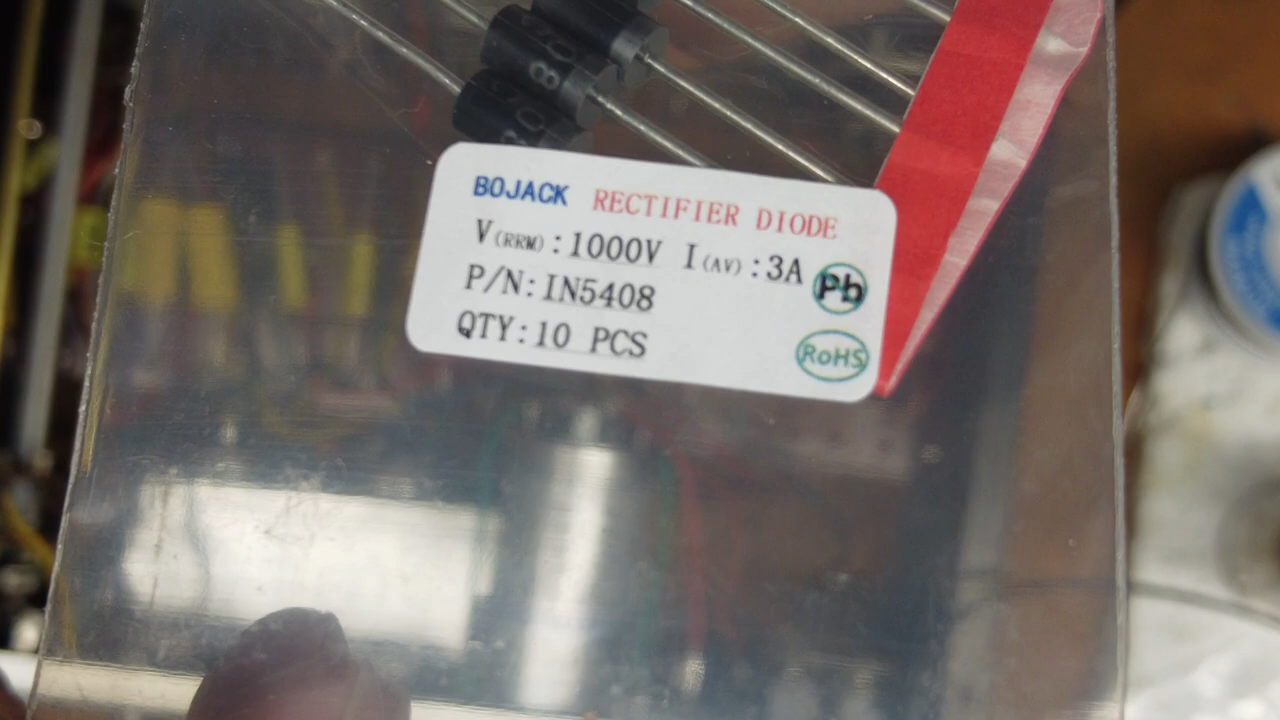 BOJACK RECTIFIER DIODE
V(RRM):1000V I(AV):3A
P/N:IN5408
QTY:10 PCS
Pb
RoHS